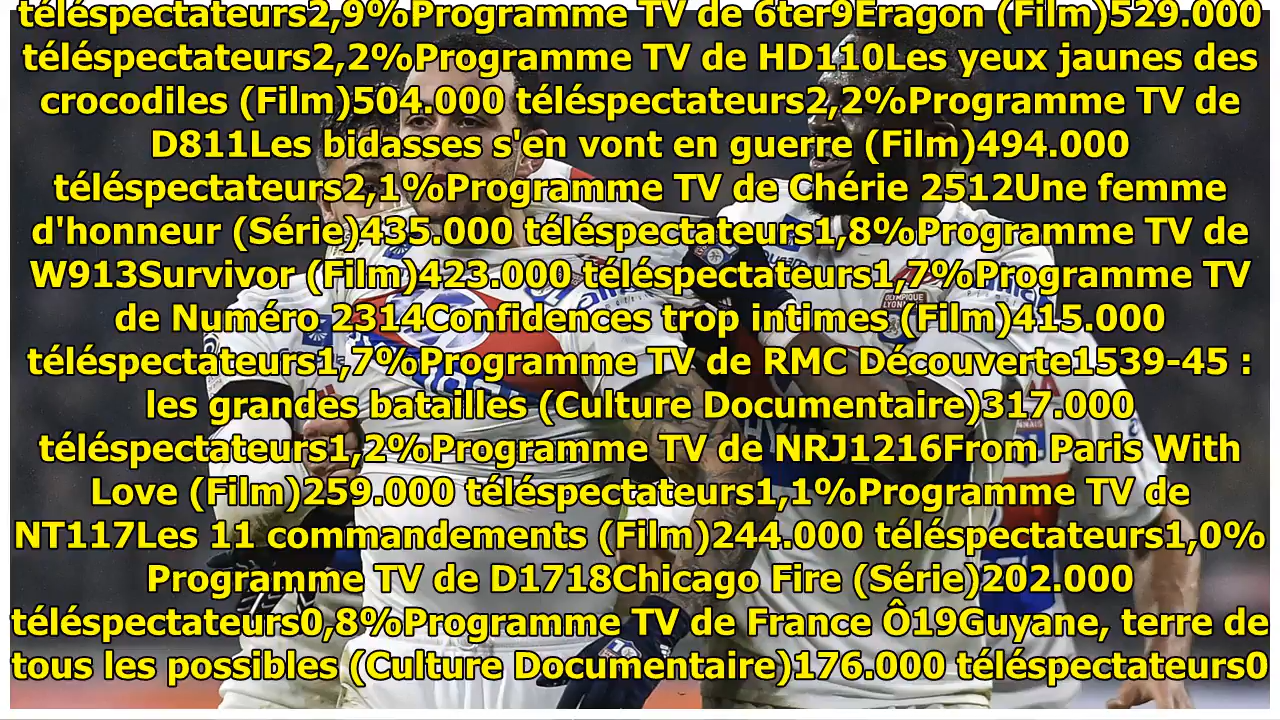 téléspectateurs2,9%Programme TV de 6ter9Eragon (Film)529.000
téléspectateurs2,2%Programme TV de HD110Les yeux jaunes des
crocodiles (Film)504.000 téléspectateurs2,2%Programme TV de
D811Les bidasses s'en vont en guerre (Film)494.000
téléspectateurs2,1%Programme TV de Chérie 2512Une femme
d'honneur (Série)435.000 téléspectateurs1,8%Programme TV de
W913Survivor (Film)423.000 téléspectateurs1,7%Programme TV
de Numéro 2314Confidences trop intimes (Film)415.000
téléspectateurs1,7%Programme TV de RMC Découverte1539-45 :
les grandes batailles (Culture Documentaire)317.000
téléspectateurs1,2%Programme TV de NRJ1216From Paris With
Love (Film)259.000 téléspectateurs1,1%Programme TV de
NT117Les 11 commandements (Film)244.000 téléspectateurs1,0%
Programme TV de D1718Chicago Fire (Série)202.000
téléspectateurs0,8%Programme TV de France Ô19Guyane, terre de
tous les possibles (Culture Documentaire)176.000 téléspectateurs0
OLYMPIQUE
LYON